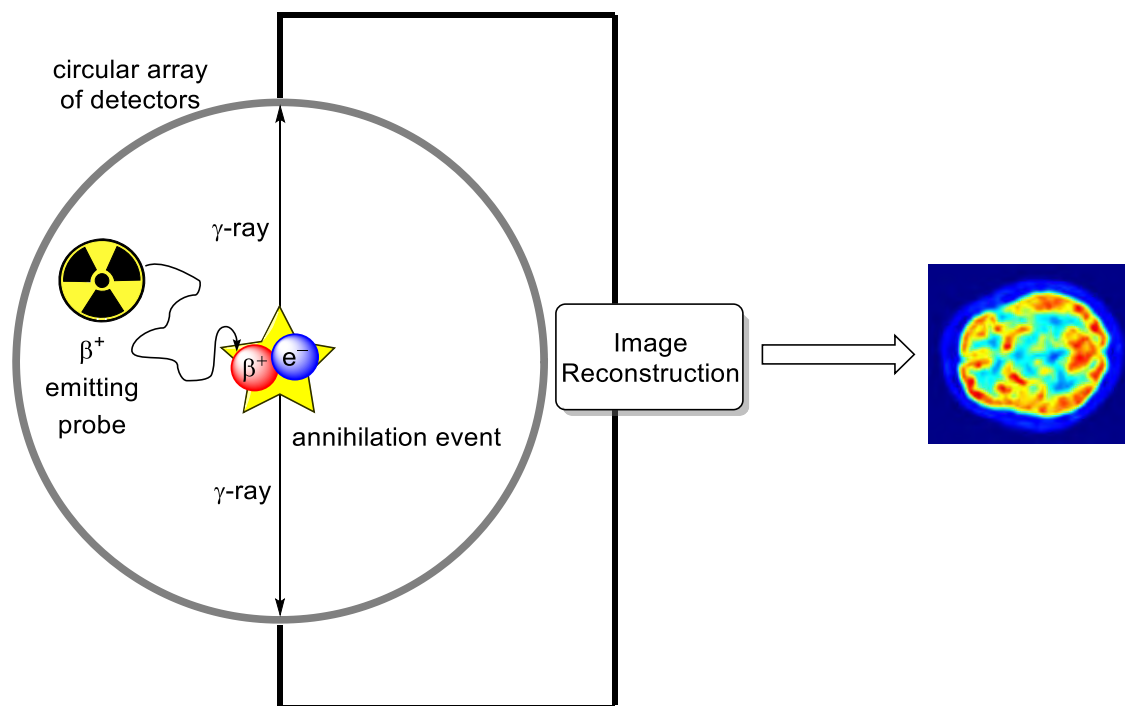 circular array
of detectors
γ-ray
β⁺
emitting
probe
β⁺
e⁻
annihilation event
γ-ray
Image
Reconstruction